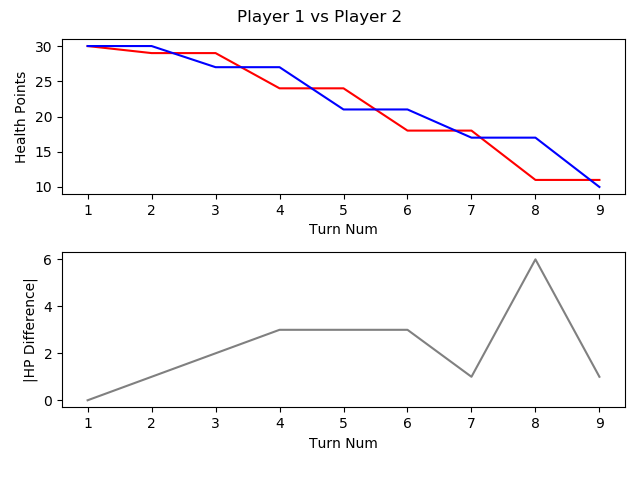 Player 1 vs Player 2
30
25
20
15
10
Health Points
1 2 3 4 5 6 7 8 9
Turn Num
6
4
2
0
|HP Difference|
1 2 3 4 5 6 7 8 9
Turn Num